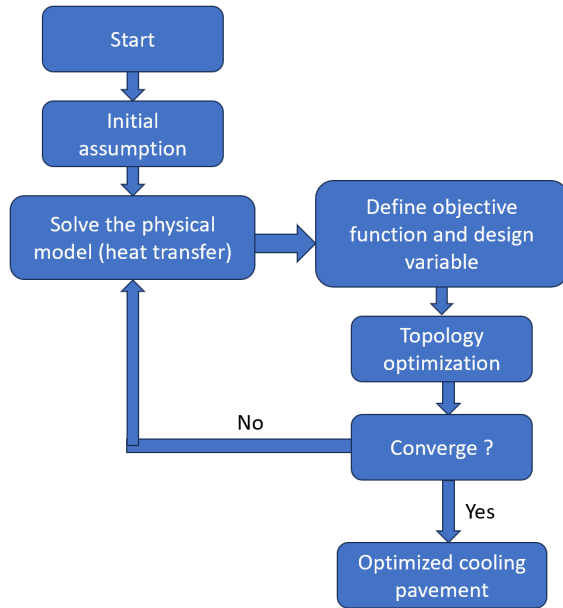 Start
Initial
assumption
Solve the physical
model (heat transfer)
Define objective
function and design
variable
Topology
optimization
No
Converge ?
Yes
Optimized cooling
pavement